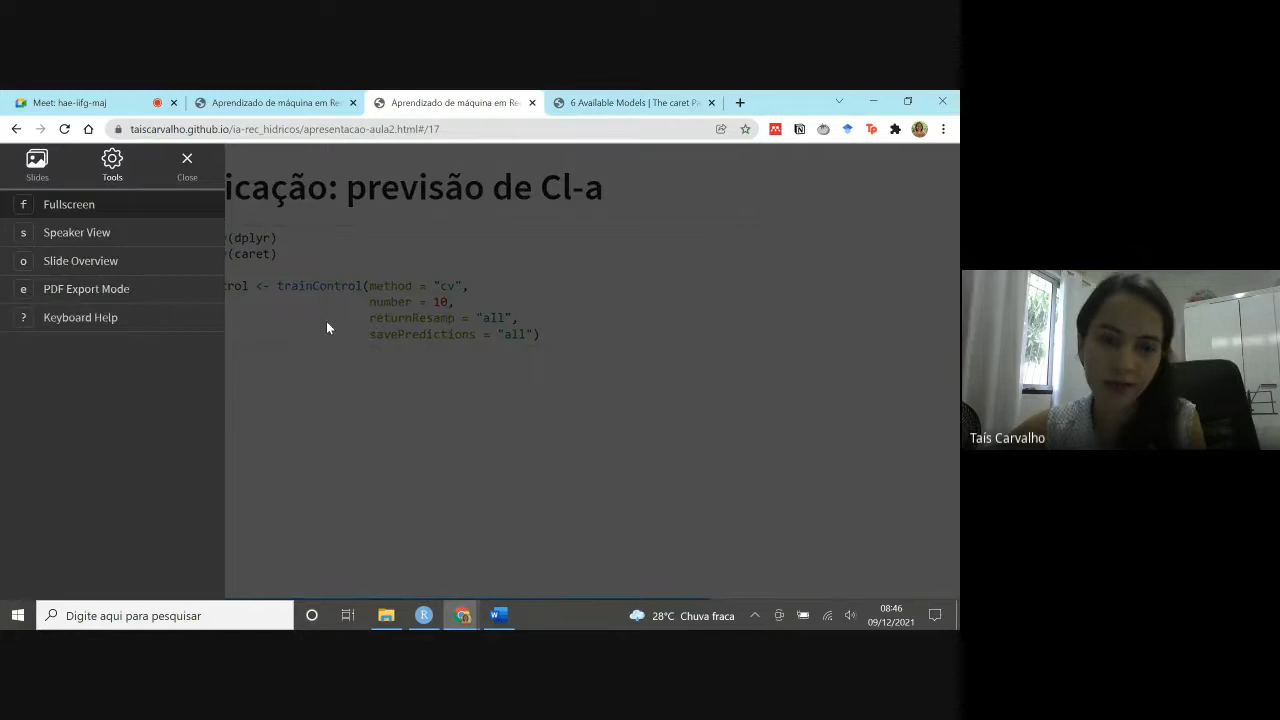 Meet: hae-iifg-maj
Aprendizado de máquina em Re
Aprendizado de máquina em Re
6 Available Models | The caret Pa
taiscarvalho.github.io/ia-rec_hidricos/apresentacao-aula2.html#/17
Slides
Tools
Close
f Fullscreen
s Speaker View
o Slide Overview
e PDF Export Mode
? Keyboard Help
icação: previsão de Cl-a
y(dplyr)
y(caret)
trol <- trainControl(method = "cv",
number = 10,
returnResamp = "all",
savePredictions = "all")
Taís Carvalho
Digite aqui para pesquisar
28°C Chuva fraca
08:46
09/12/2021